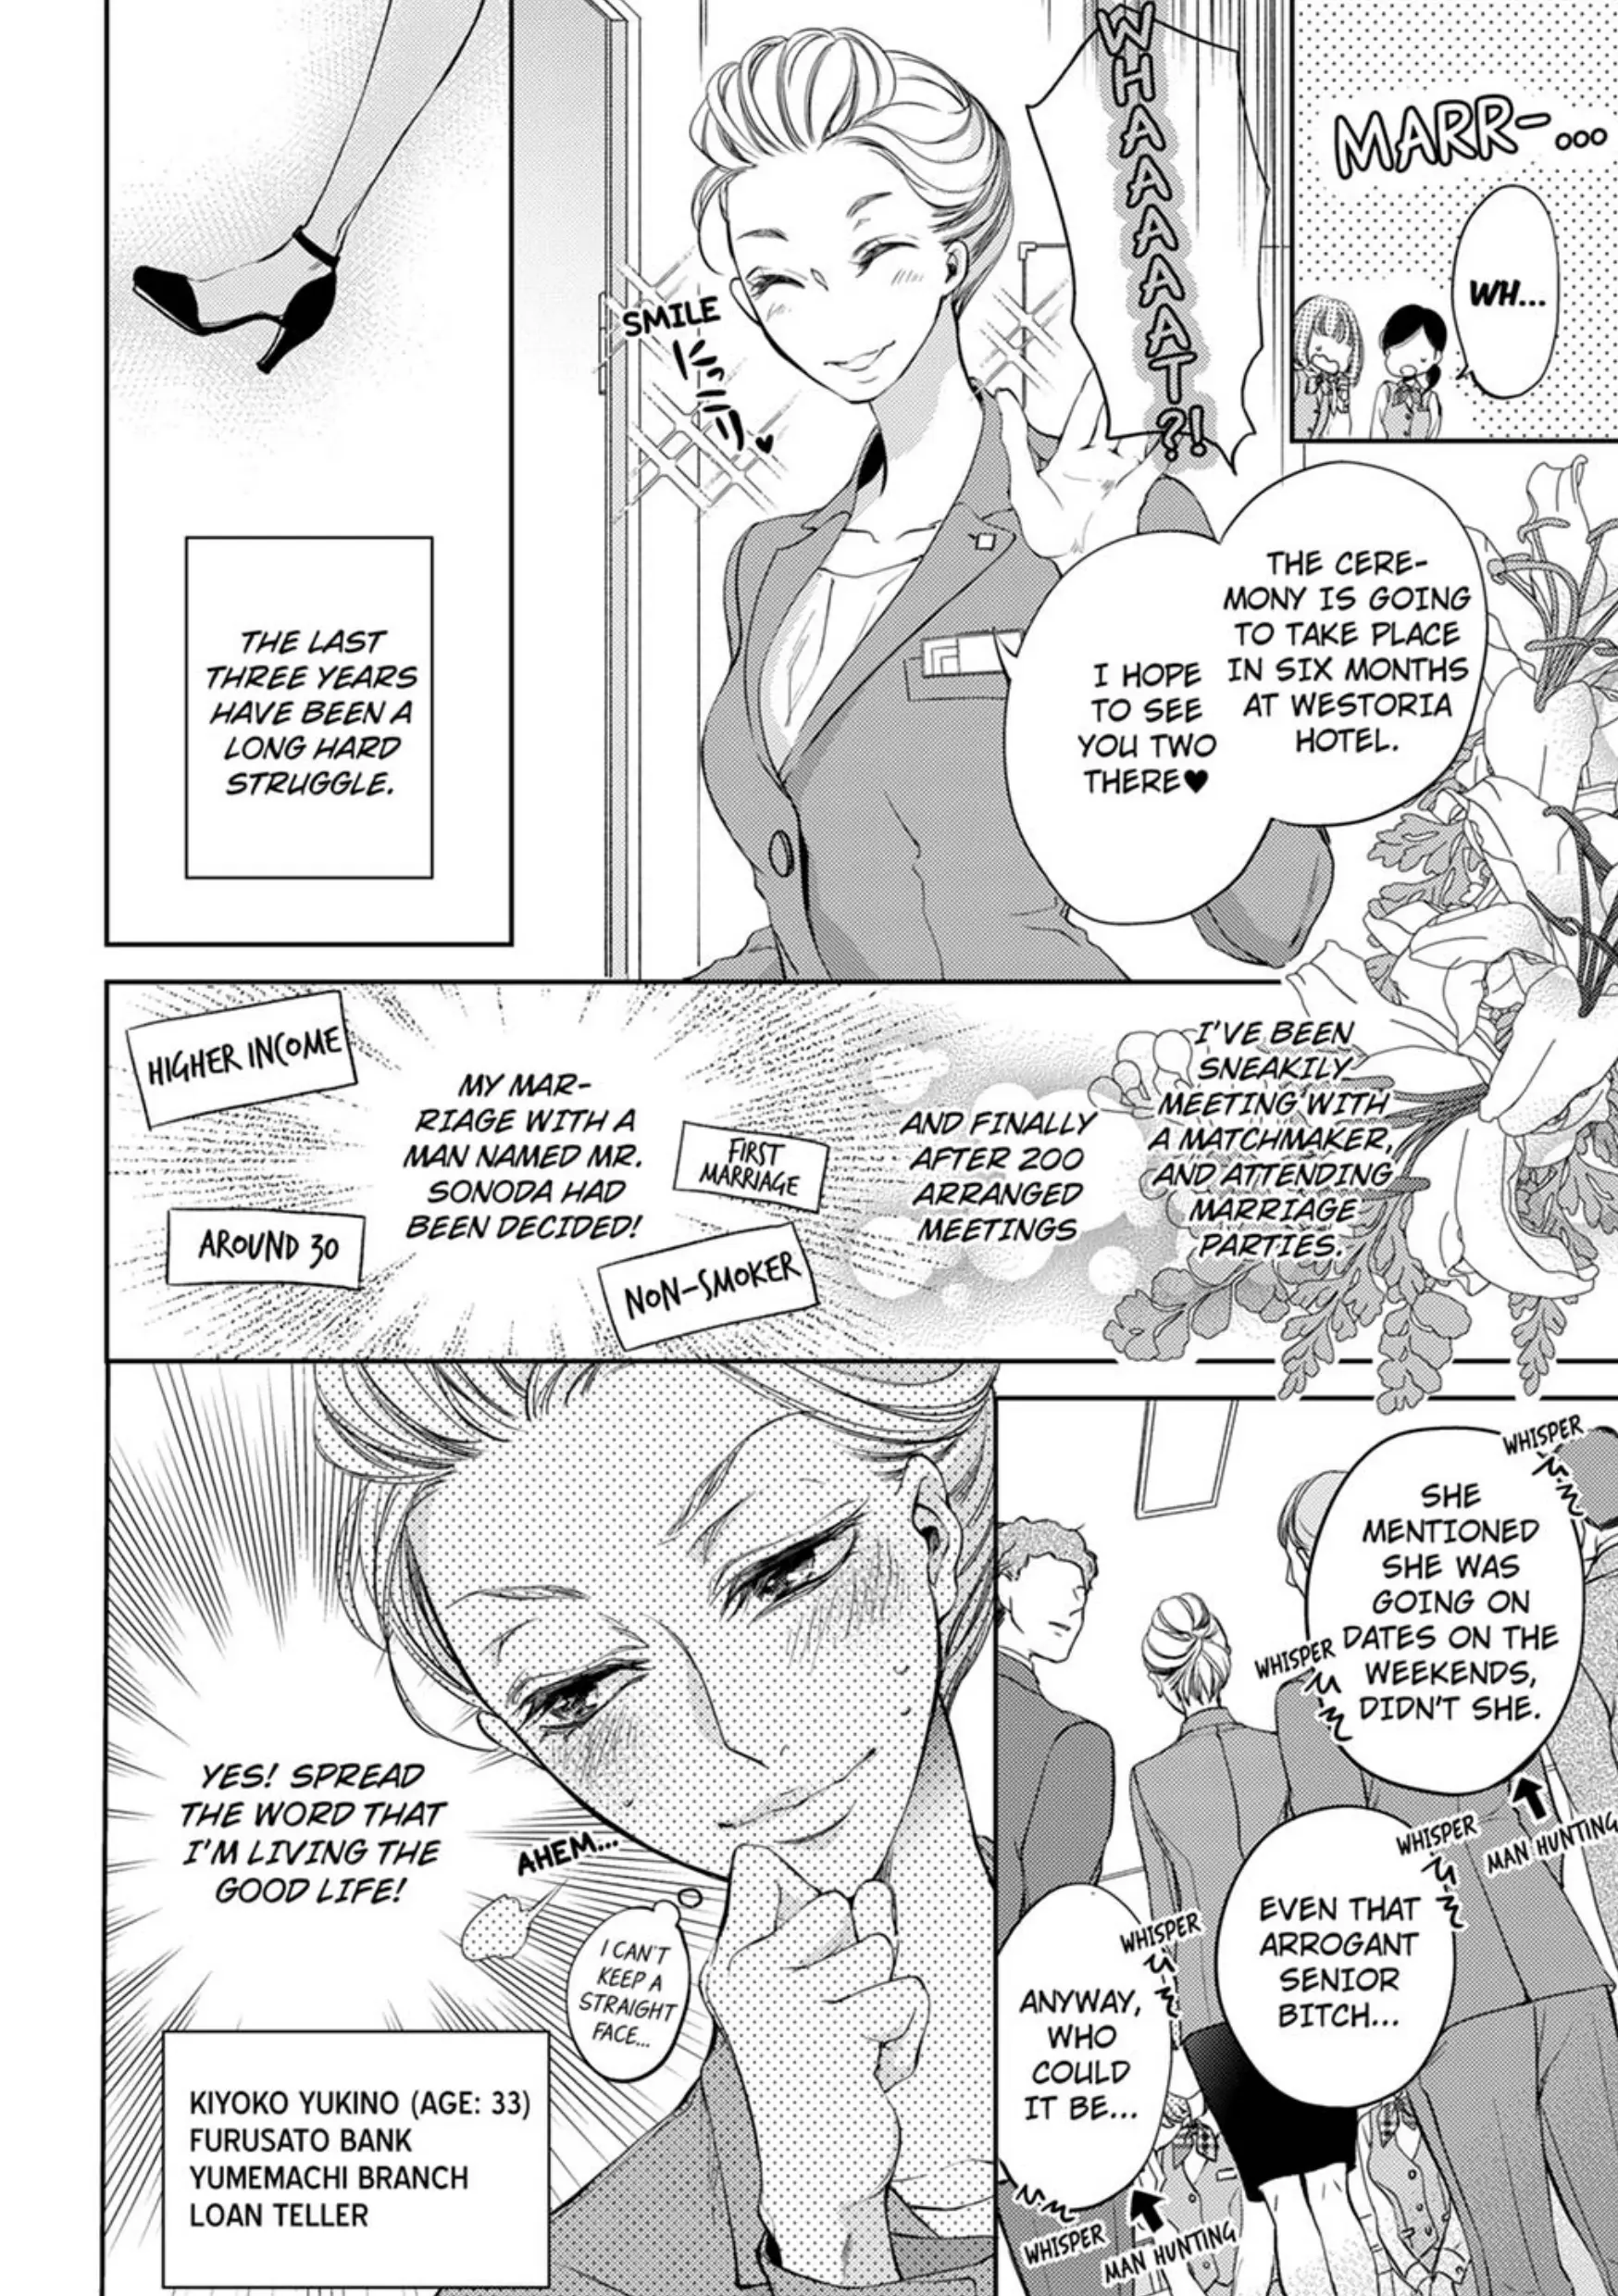 MARR-...
WH...
WHAAAAAT?!
THE CERE-
MONY IS GOING
TO TAKE PLACE
IN SIX MONTHS
AT WESTORIA
HOTEL.
I HOPE
TO SEE
YOU TWO
THERE♥
SMILE
にっこり♥
THE LAST
THREE YEARS
HAVE BEEN A
LONG HARD
STRUGGLE.
I'VE BEEN
SNEAKILY
MEETING WITH
A MATCHMAKER,
AND ATTENDING
MARRIAGE
PARTIES.
AND FINALLY
AFTER 200
ARRANGED
MEETINGS
FIRST
MARRIAGE
NON-SMOKER
MY MAR-
RIAGE WITH A
MAN NAMED MR.
SONODA HAD
BEEN DECIDED!
HIGHER INCOME
AROUND 30
WHISPER
SHE
MENTIONED
SHE WAS
GOING ON
DATES ON THE
WEEKENDS,
DIDN'T SHE.
WHISPER
MAN HUNTING
WHISPER
EVEN THAT
ARROGANT
SENIOR
BITCH...
WHISPER
ANYWAY,
WHO
COULD
IT BE...
WHISPER
MAN HUNTING
YES! SPREAD
THE WORD THAT
I'M LIVING THE
GOOD LIFE!
AHEM...
I CAN'T
KEEP A
STRAIGHT
FACE...
KIYOKO YUKINO (AGE: 33)
FURUSATO BANK
YUMEMACHI BRANCH
LOAN TELLER